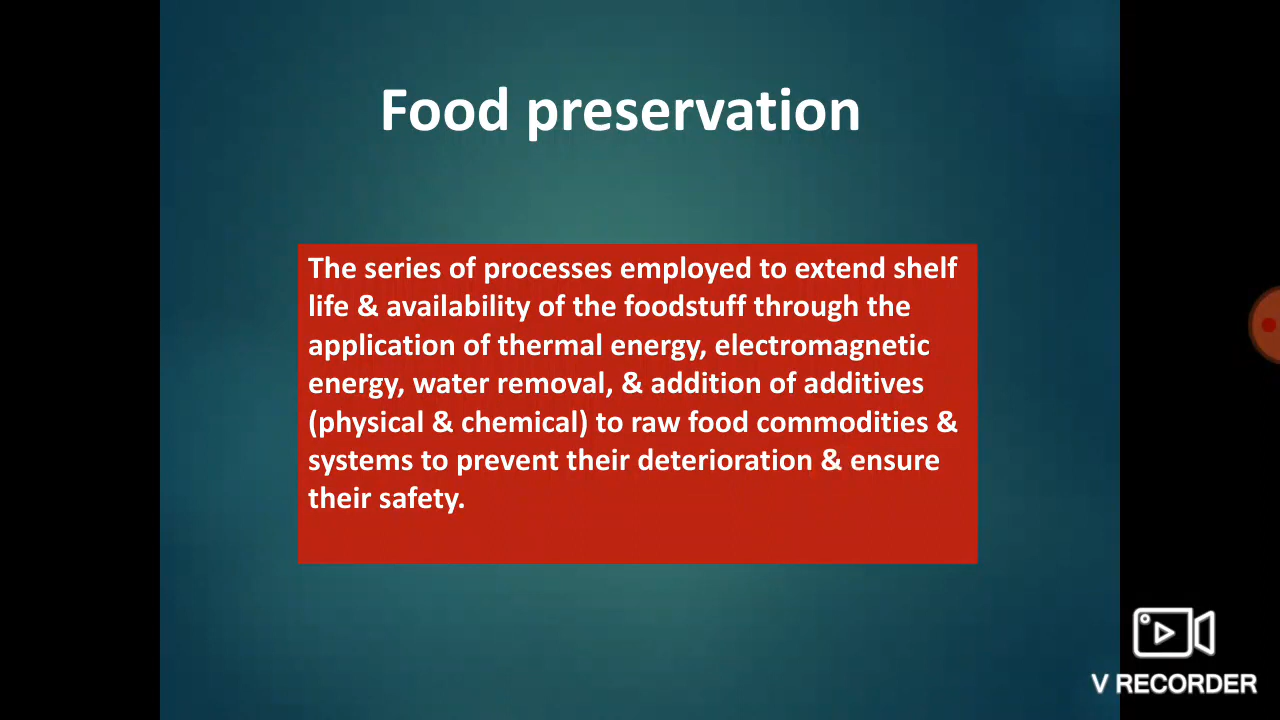 Food preservation
The series of processes employed to extend shelf
life & availability of the foodstuff through the
application of thermal energy, electromagnetic
energy, water removal, & addition of additives
(physical & chemical) to raw food commodities &
systems to prevent their deterioration & ensure
their safety.
V RECORDER